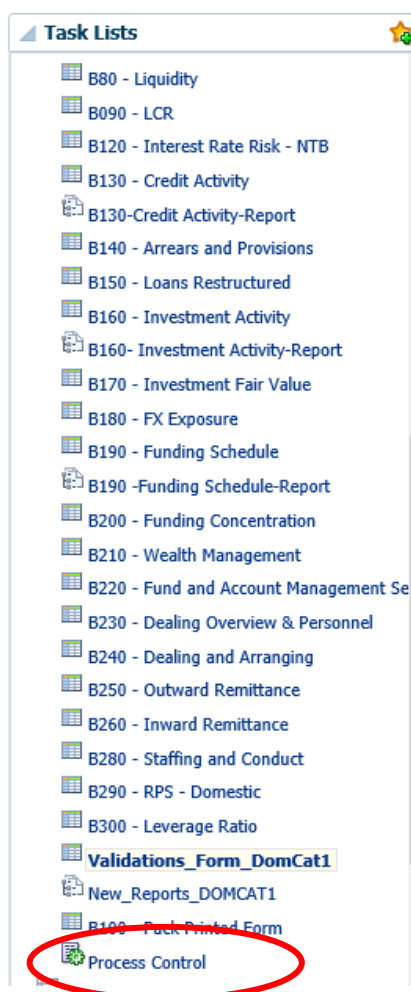 Task Lists
B80 - Liquidity
B090 - LCR
B120 - Interest Rate Risk - NTB
B130 - Credit Activity
B130-Credit Activity-Report
B140 - Arrears and Provisions
B150 - Loans Restructured
B160 - Investment Activity
B160- Investment Activity-Report
B170 - Investment Fair Value
B180 - FX Exposure
B190 - Funding Schedule
B190 -Funding Schedule-Report
B200 - Funding Concentration
B210 - Wealth Management
B220 - Fund and Account Management Se
B230 - Dealing Overview & Personnel
B240 - Dealing and Arranging
B250 - Outward Remittance
B260 - Inward Remittance
B280 - Staffing and Conduct
B290 - RPS - Domestic
B300 - Leverage Ratio
Validations_Form_DomCat1
New_Reports_DOMCAT1
B100 - Pack Printed Form
Process Control